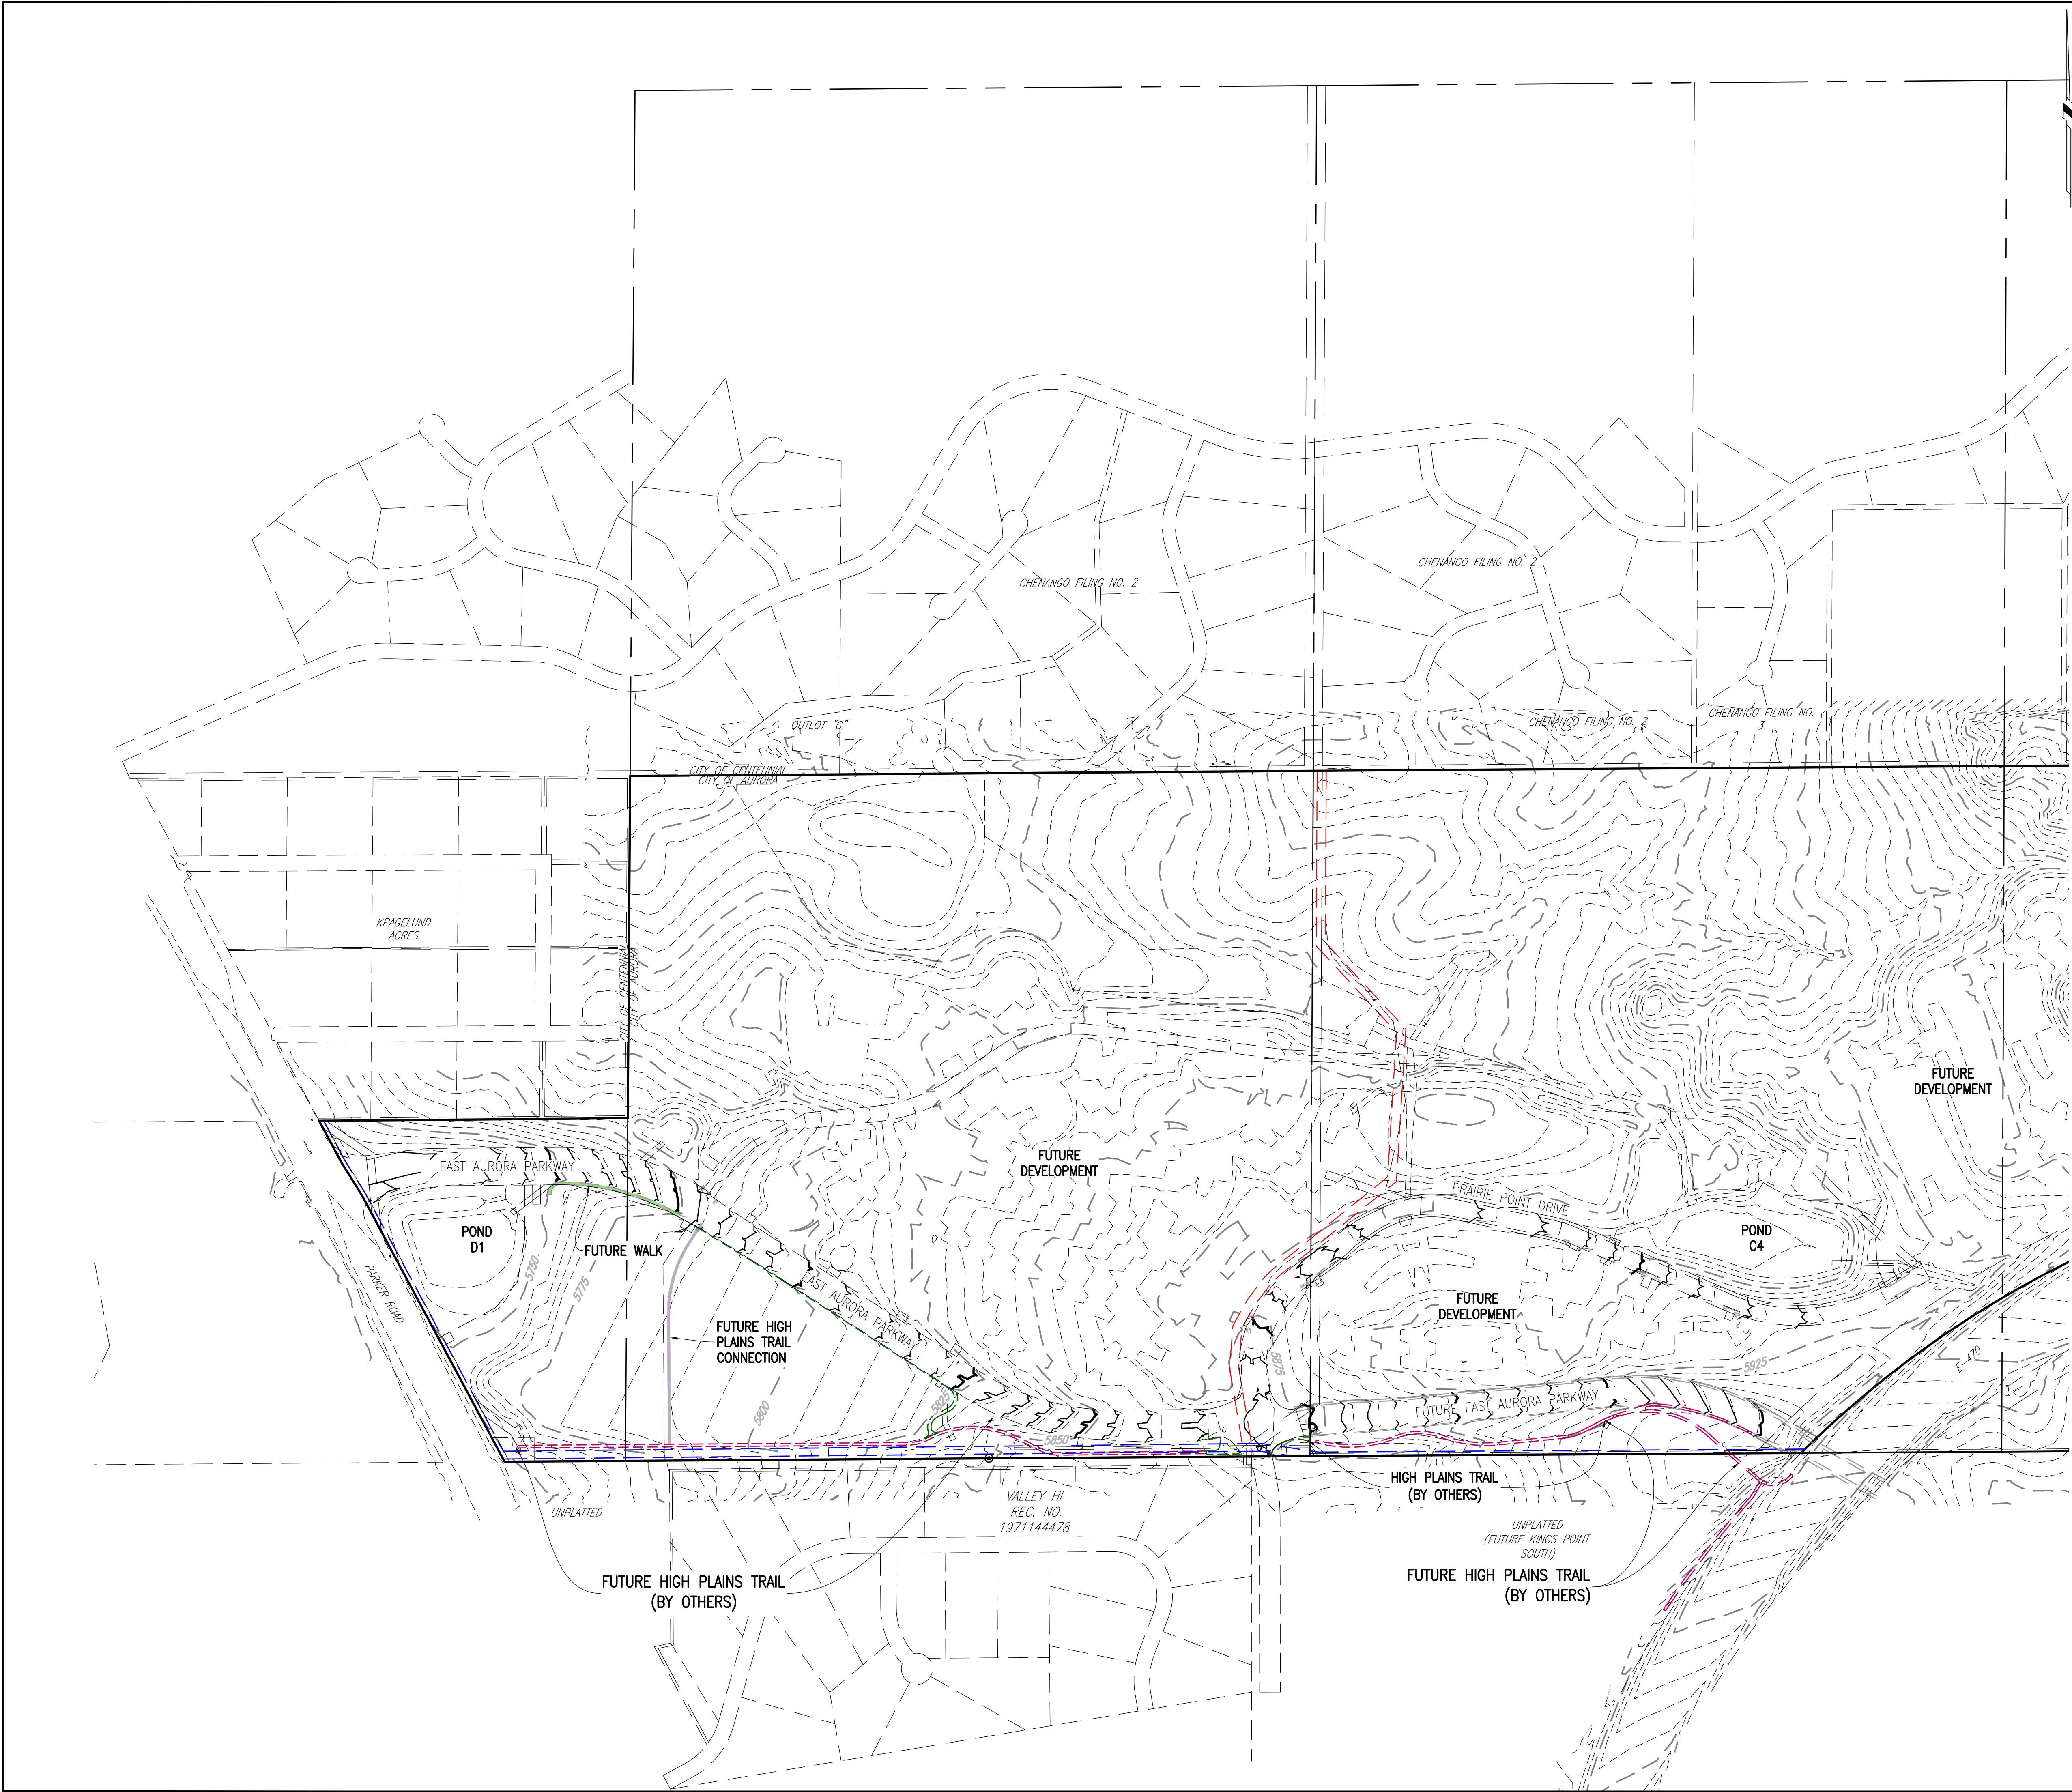 CHENANGO FILING NO. 2
CHENANGO FILING NO. 2
OUTLOT "G"
CHENANGO FILING NO. 2
CHENANGO FILING NO.
3
CITY OF CENTENNIAL
CITY OF AURORA
KRAGELUND
ACRES
CITY OF CENTENNIAL
CITY OF AURORA
FUTURE
DEVELOPMENT
EAST AURORA PARKWAY
FUTURE
DEVELOPMENT
PRAIRIE POINT DRIVE
POND
D1
FUTURE WALK
POND
C4
5750
5775
PARKER ROAD
EAST AURORA PARKWAY
FUTURE
DEVELOPMENT
FUTURE HIGH
PLAINS TRAIL
CONNECTION
5875
5925
E-470
5800
5825
FUTURE EAST AURORA PARKWAY
5850
HIGH PLAINS TRAIL
(BY OTHERS)
UNPLATTED
VALLEY HI
REC. NO.
1971144478
UNPLATTED
(FUTURE KINGS POINT
SOUTH)
FUTURE HIGH PLAINS TRAIL
(BY OTHERS)
FUTURE HIGH PLAINS TRAIL
(BY OTHERS)